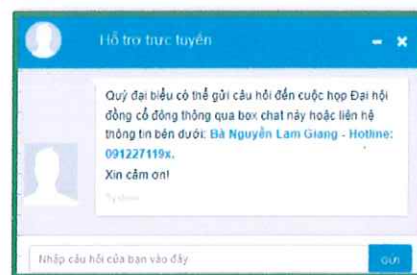 Hỗ trợ trực tuyến
Quý đại biểu có thể gửi câu hỏi đến cuộc họp Đại hội
đồng cổ đông thông qua box chat này hoặc liên hệ
thông tin bên dưới: Bà Nguyễn Lam Giang - Hotline:
091227119x.
Xin cảm ơn!
System
Nhập câu hỏi của bạn vào đây
GỬI